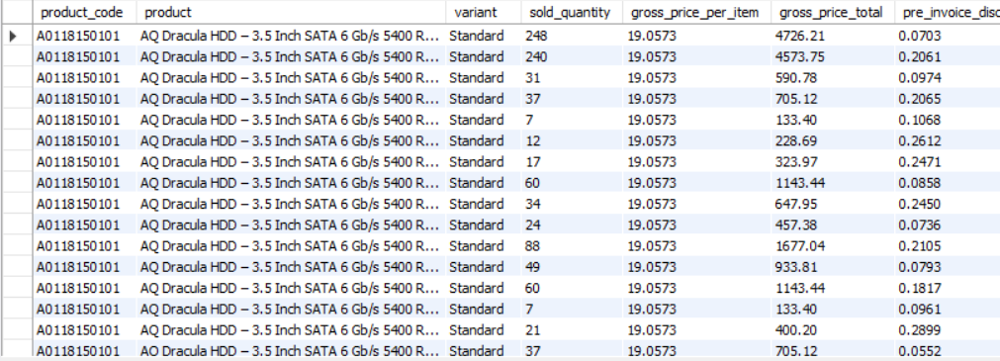 product_code product variant sold_quantity gross_price_per_item gross_price_total pre_invoice_disc
A0118150101 AQ Dracula HDD – 3.5 Inch SATA 6 Gb/s 5400 R... Standard 248 19.0573 4726.21 0.0703
A0118150101 AQ Dracula HDD – 3.5 Inch SATA 6 Gb/s 5400 R... Standard 240 19.0573 4573.75 0.2061
A0118150101 AQ Dracula HDD – 3.5 Inch SATA 6 Gb/s 5400 R... Standard 31 19.0573 590.78 0.0974
A0118150101 AQ Dracula HDD – 3.5 Inch SATA 6 Gb/s 5400 R... Standard 37 19.0573 705.12 0.2065
A0118150101 AQ Dracula HDD – 3.5 Inch SATA 6 Gb/s 5400 R... Standard 7 19.0573 133.40 0.1068
A0118150101 AQ Dracula HDD – 3.5 Inch SATA 6 Gb/s 5400 R... Standard 12 19.0573 228.69 0.2612
A0118150101 AQ Dracula HDD – 3.5 Inch SATA 6 Gb/s 5400 R... Standard 17 19.0573 323.97 0.2471
A0118150101 AQ Dracula HDD – 3.5 Inch SATA 6 Gb/s 5400 R... Standard 60 19.0573 1143.44 0.0858
A0118150101 AQ Dracula HDD – 3.5 Inch SATA 6 Gb/s 5400 R... Standard 34 19.0573 647.95 0.2450
A0118150101 AQ Dracula HDD – 3.5 Inch SATA 6 Gb/s 5400 R... Standard 24 19.0573 457.38 0.0736
A0118150101 AQ Dracula HDD – 3.5 Inch SATA 6 Gb/s 5400 R... Standard 88 19.0573 1677.04 0.2105
A0118150101 AQ Dracula HDD – 3.5 Inch SATA 6 Gb/s 5400 R... Standard 49 19.0573 933.81 0.0793
A0118150101 AQ Dracula HDD – 3.5 Inch SATA 6 Gb/s 5400 R... Standard 60 19.0573 1143.44 0.1817
A0118150101 AQ Dracula HDD – 3.5 Inch SATA 6 Gb/s 5400 R... Standard 7 19.0573 133.40 0.0961
A0118150101 AQ Dracula HDD – 3.5 Inch SATA 6 Gb/s 5400 R... Standard 21 19.0573 400.20 0.2899
A0118150101 AQ Dracula HDD – 3.5 Inch SATA 6 Gb/s 5400 R... Standard 37 19.0573 705.12 0.0552